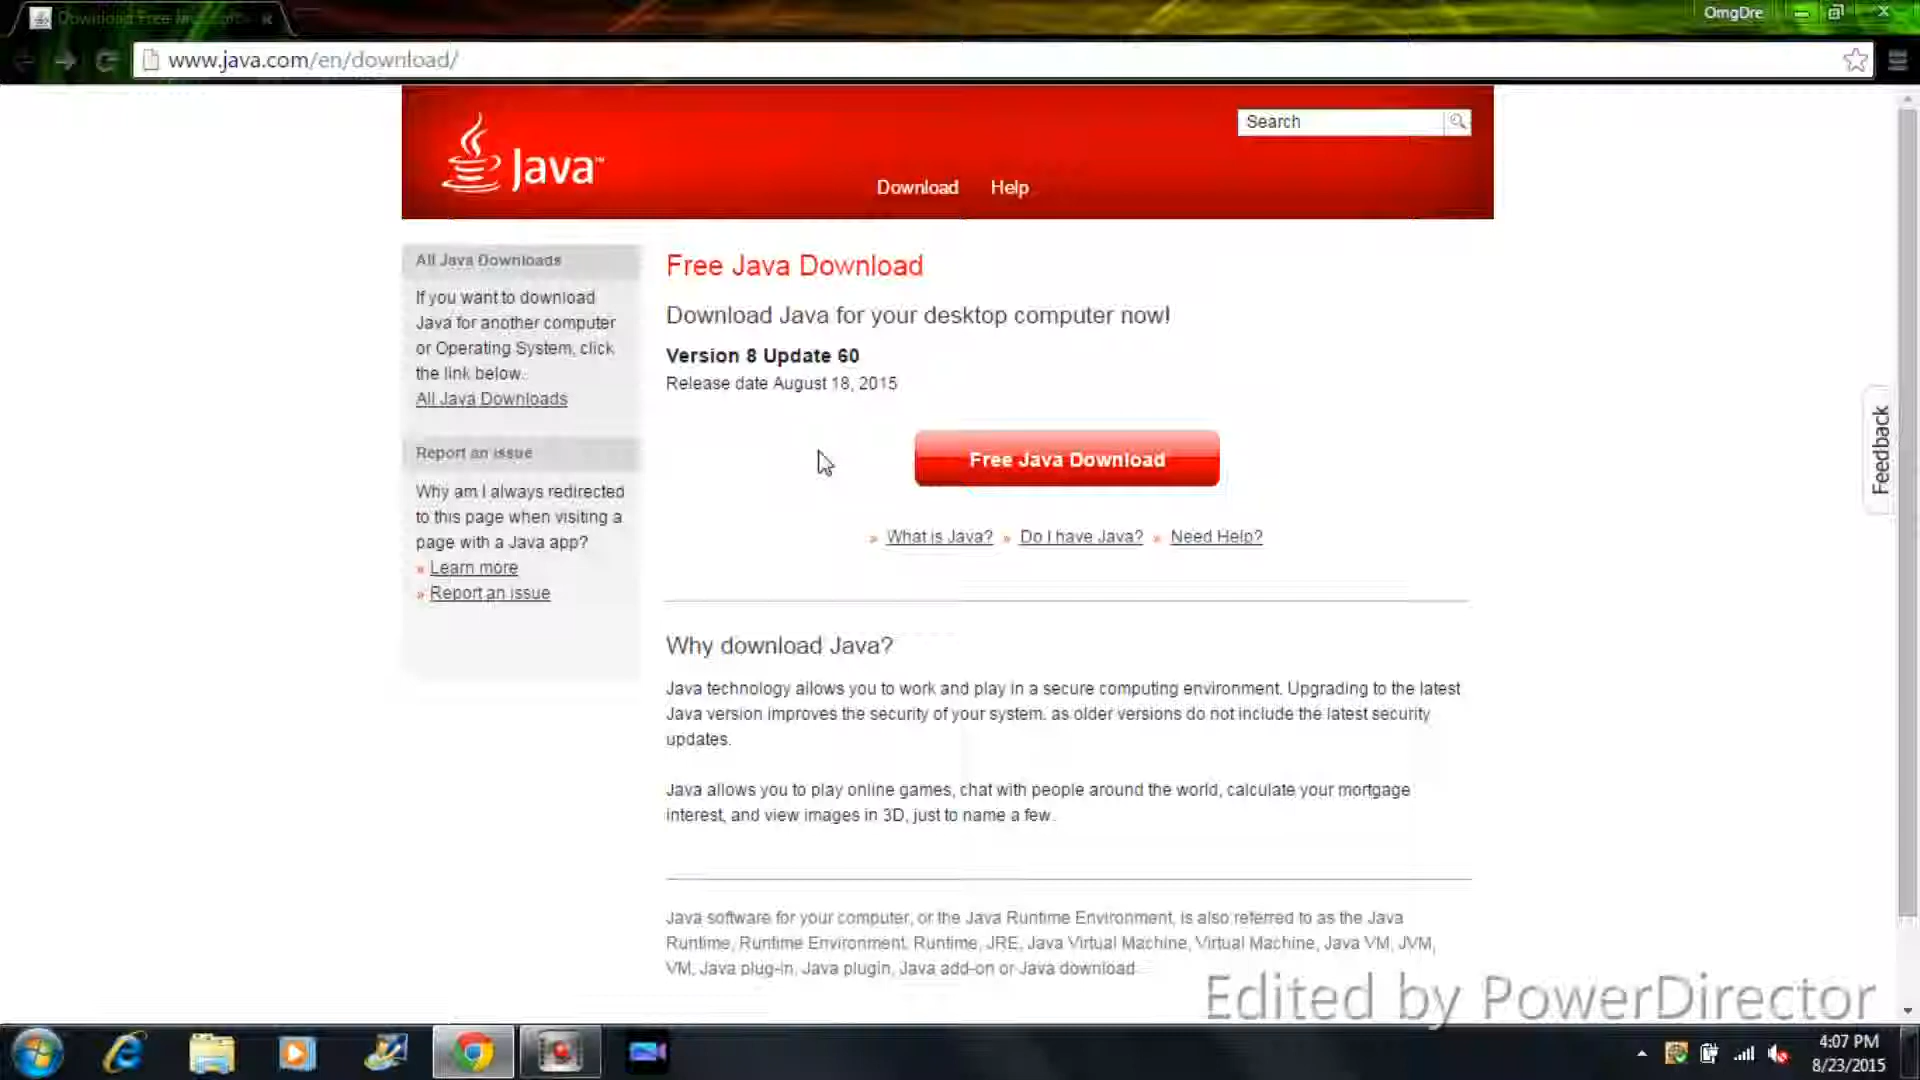 Download Free
OmgDre
www.java.com/en/download/
Java™
Search
Download Help
All Java Downloads
If you want to download
Java for another computer
or Operating System, click
the link below.
All Java Downloads
Report an issue
Why am I always redirected
to this page when visiting a
page with a Java app?
» Learn more
» Report an issue
Free Java Download
Download Java for your desktop computer now!
Version 8 Update 60
Release date August 18, 2015
Free Java Download
» What is Java? » Do I have Java? » Need Help?
Why download Java?
Java technology allows you to work and play in a secure computing environment. Upgrading to the latest
Java version improves the security of your system, as older versions do not include the latest security
updates.
Java allows you to play online games, chat with people around the world, calculate your mortgage
interest, and view images in 3D, just to name a few.
Java software for your computer, or the Java Runtime Environment, is also referred to as the Java
Runtime, Runtime Environment, Runtime, JRE, Java Virtual Machine, Virtual Machine, Java VM, JVM,
VM, Java plug-in, Java plugin, Java add-on or Java download.
Feedback
Edited by PowerDirector
4:07 PM
8/23/2015